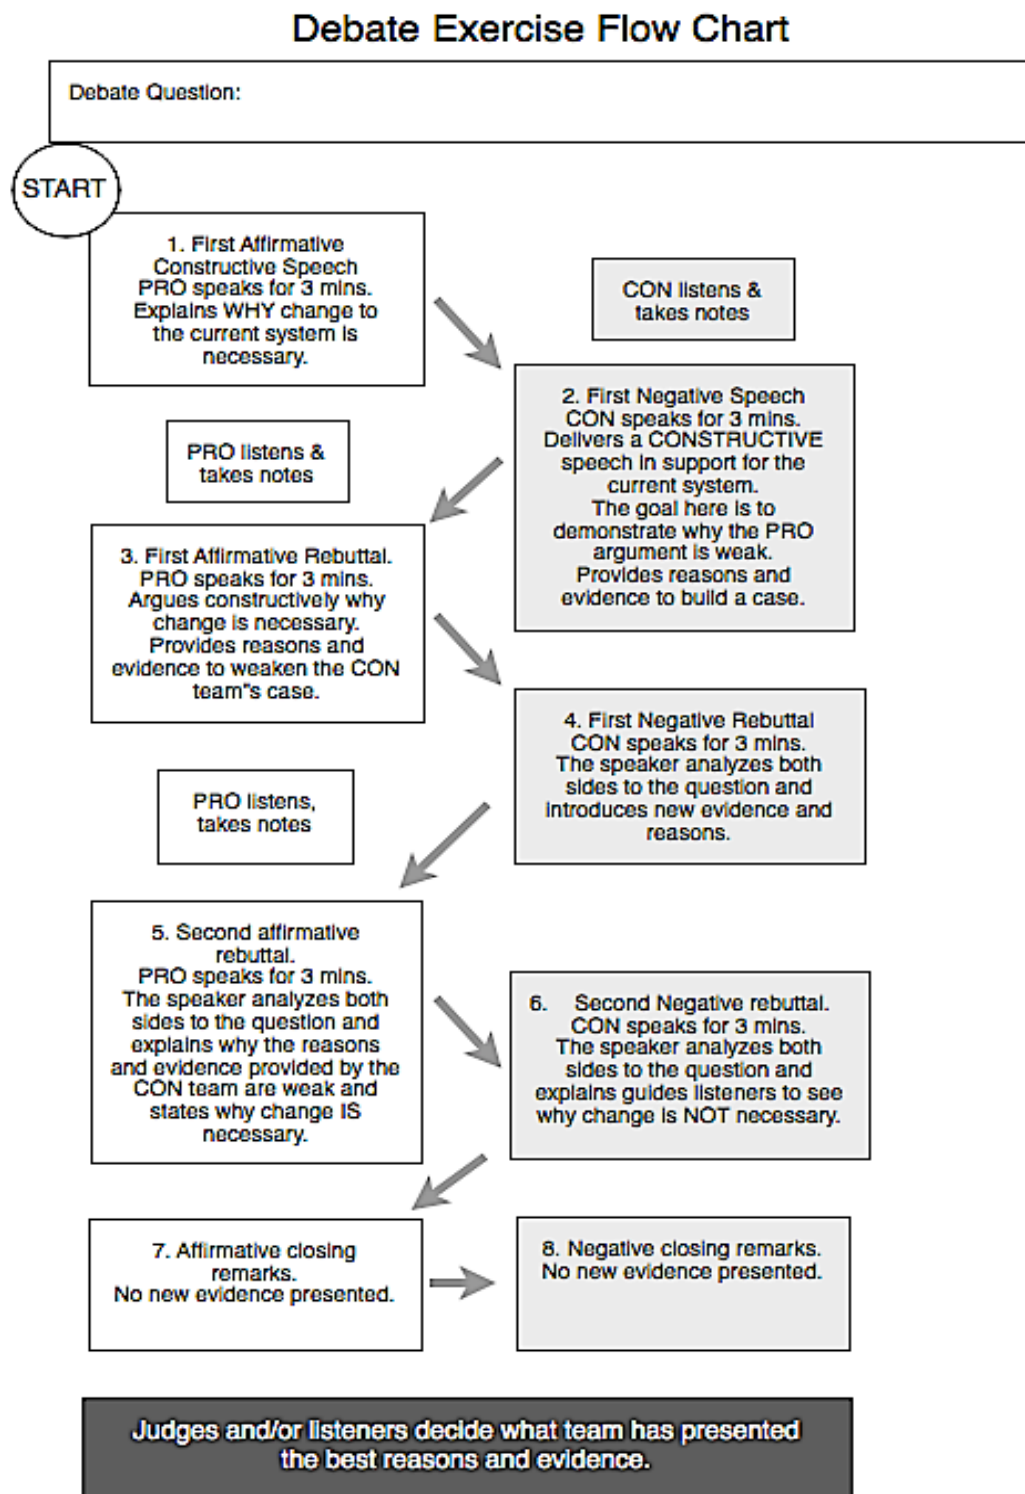 Debate Exercise Flow Chart
Debate Question:
START
1. First Affirmative
Constructive Speech
PRO speaks for 3 mins.
Explains WHY change to
the current system is
necessary.
CON listens &
takes notes
2. First Negative Speech
CON speaks for 3 mins.
Delivers a CONSTRUCTIVE
speech in support for the
current system.
The goal here is to
demonstrate why the PRO
argument is weak.
Provides reasons and
evidence to build a case.
PRO listens &
takes notes
3. First Affirmative Rebuttal.
PRO speaks for 3 mins.
Argues constructively why
change is necessary.
Provides reasons and
evidence to weaken the CON
team"s case.
4. First Negative Rebuttal
CON speaks for 3 mins.
The speaker analyzes both
sides to the question and
introduces new evidence and
reasons.
PRO listens,
takes notes
5. Second affirmative
rebuttal.
PRO speaks for 3 mins.
The speaker analyzes both
sides to the question and
explains why the reasons
and evidence provided by the
CON team are weak and
states why change IS
necessary.
6. Second Negative rebuttal.
CON speaks for 3 mins.
The speaker analyzes both
sides to the question and
explains guides listeners to see
why change is NOT necessary.
7. Affirmative closing
remarks.
No new evidence presented.
8. Negative closing remarks.
No new evidence presented.
Judges and/or listeners decide what team has presented
the best reasons and evidence.